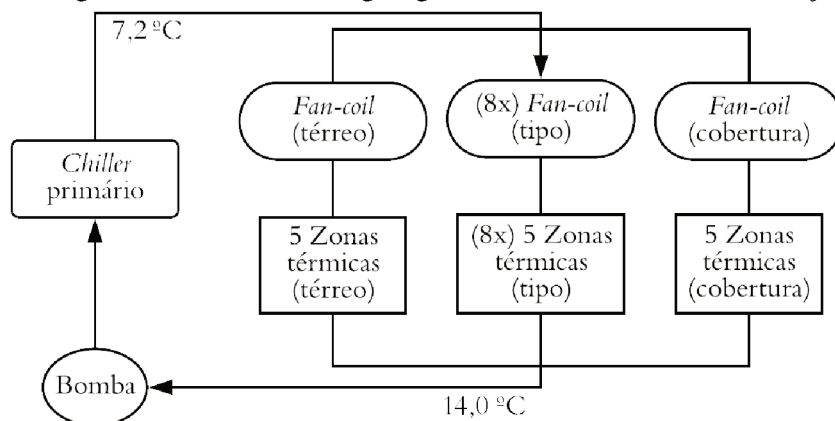 7,2 ºC
Fan-coil
(térreo)
(8x) Fan-coil
(tipo)
Fan-coil
(cobertura)
Chiller
primário
5 Zonas
térmicas
(térreo)
(8x) 5 Zonas
térmicas
(tipo)
5 Zonas
térmicas
(cobertura)
Bomba
14,0 ºC